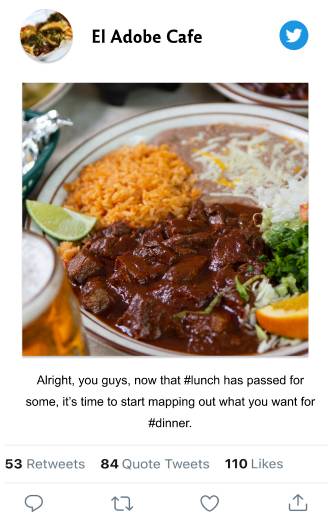 El Adobe Cafe
Alright, you guys, now that #lunch has passed for
some, it's time to start mapping out what you want for
#dinner.
53 Retweets 84 Quote Tweets 110 Likes